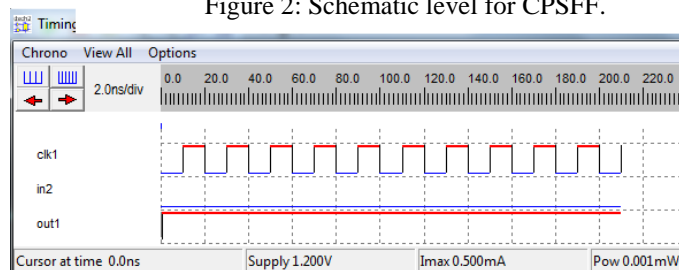 Figure 2: Schematic level for CPSFF.
Timing
Chrono View All Options
2.0ns/div
0.0 20.0 40.0 60.0 80.0 100.0 120.0 140.0 160.0 180.0 200.0 220.0
clk1
in2
out1
Cursor at time 0.0ns Supply 1.200V Imax 0.500mA Pow 0.001mW